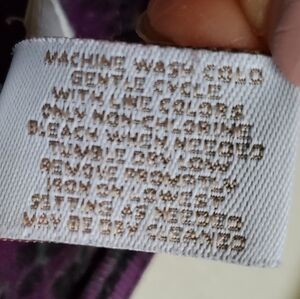 MACHINE WASH COLD
GENTLE CYCLE
WITH LIKE COLORS
ONLY NON-CHLORINE
BLEACH WHEN NEEDED
TUMBLE DRY LOW
REMOVE PROMPTLY
IRON ON LOWEST
SETTING AS NEEDED
MAY BE DRY CLEANED